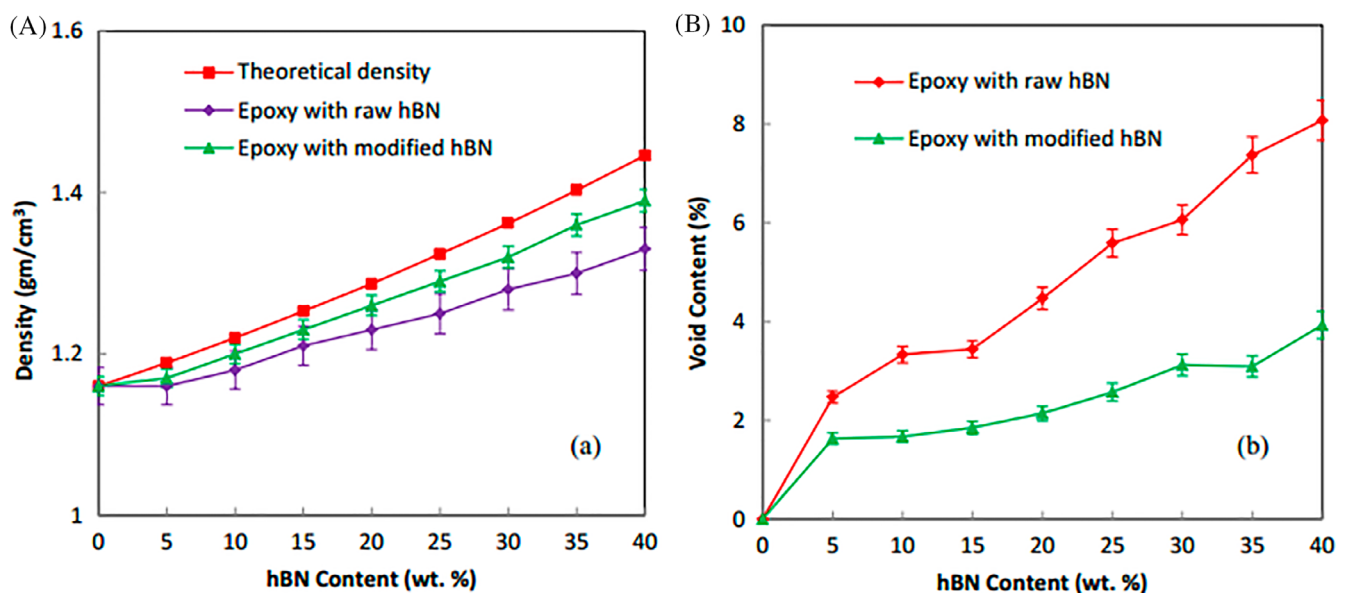 (A)
1.6
1.4
1.2
1
Density (gm/cm³)
Theoretical density
Epoxy with raw hBN
Epoxy with modified hBN
(a)
0 5 10 15 20 25 30 35 40
hBN Content (wt. %)
(B)
10
8
6
4
2
0
Void Content (%)
Epoxy with raw hBN
Epoxy with modified hBN
(b)
0 5 10 15 20 25 30 35 40
hBN Content (wt. %)